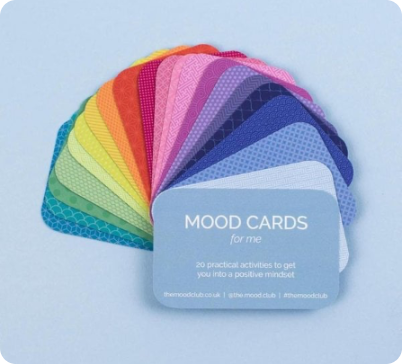 MOOD CARDS
for me
20 practical activities to get
you into a positive mindset
themoodclub.co.uk | @the.mood.club | #themoodclub